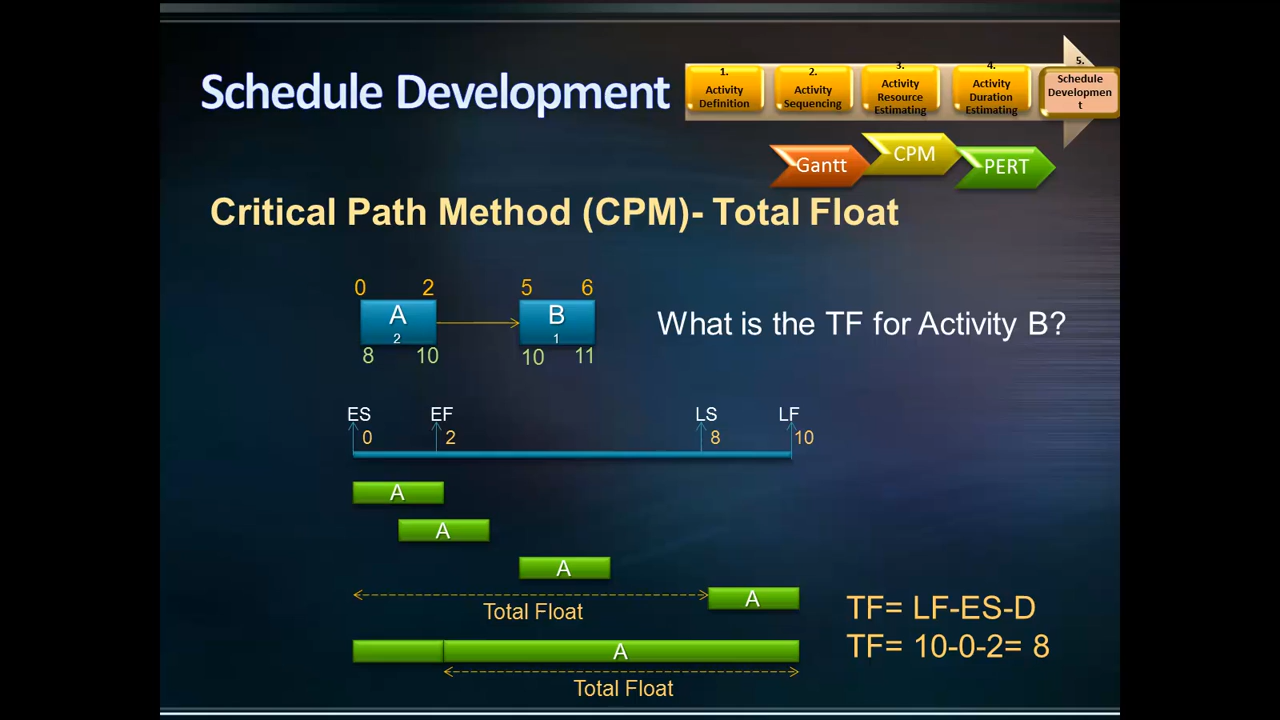 Schedule Development
1.
Activity
Definition
2.
Activity
Sequencing
3.
Activity
Resource
Estimating
4.
Activity
Duration
Estimating
5.
Schedule
Developmen
t
Gantt
CPM
PERT
Critical Path Method (CPM)- Total Float
0 2
A
2
8 10
5 6
B
1
10 11
What is the TF for Activity B?
ES EF LS LF
0 2 8 10
A
A
A
A
Total Float
A
Total Float
TF= LF-ES-D
TF= 10-0-2= 8